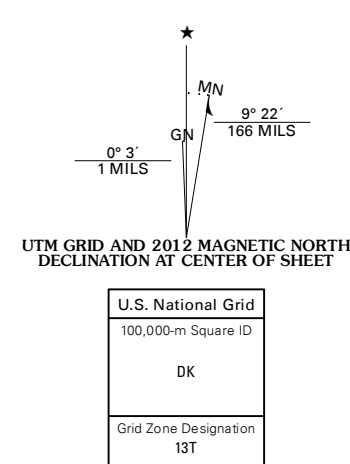 ★
MN
9° 22´
166 MILS
GN
0° 3´
1 MILS
UTM GRID AND 2012 MAGNETIC NORTH
DECLINATION AT CENTER OF SHEET
U.S. National Grid
100,000-m Square ID
DK
Grid Zone Designation
13T